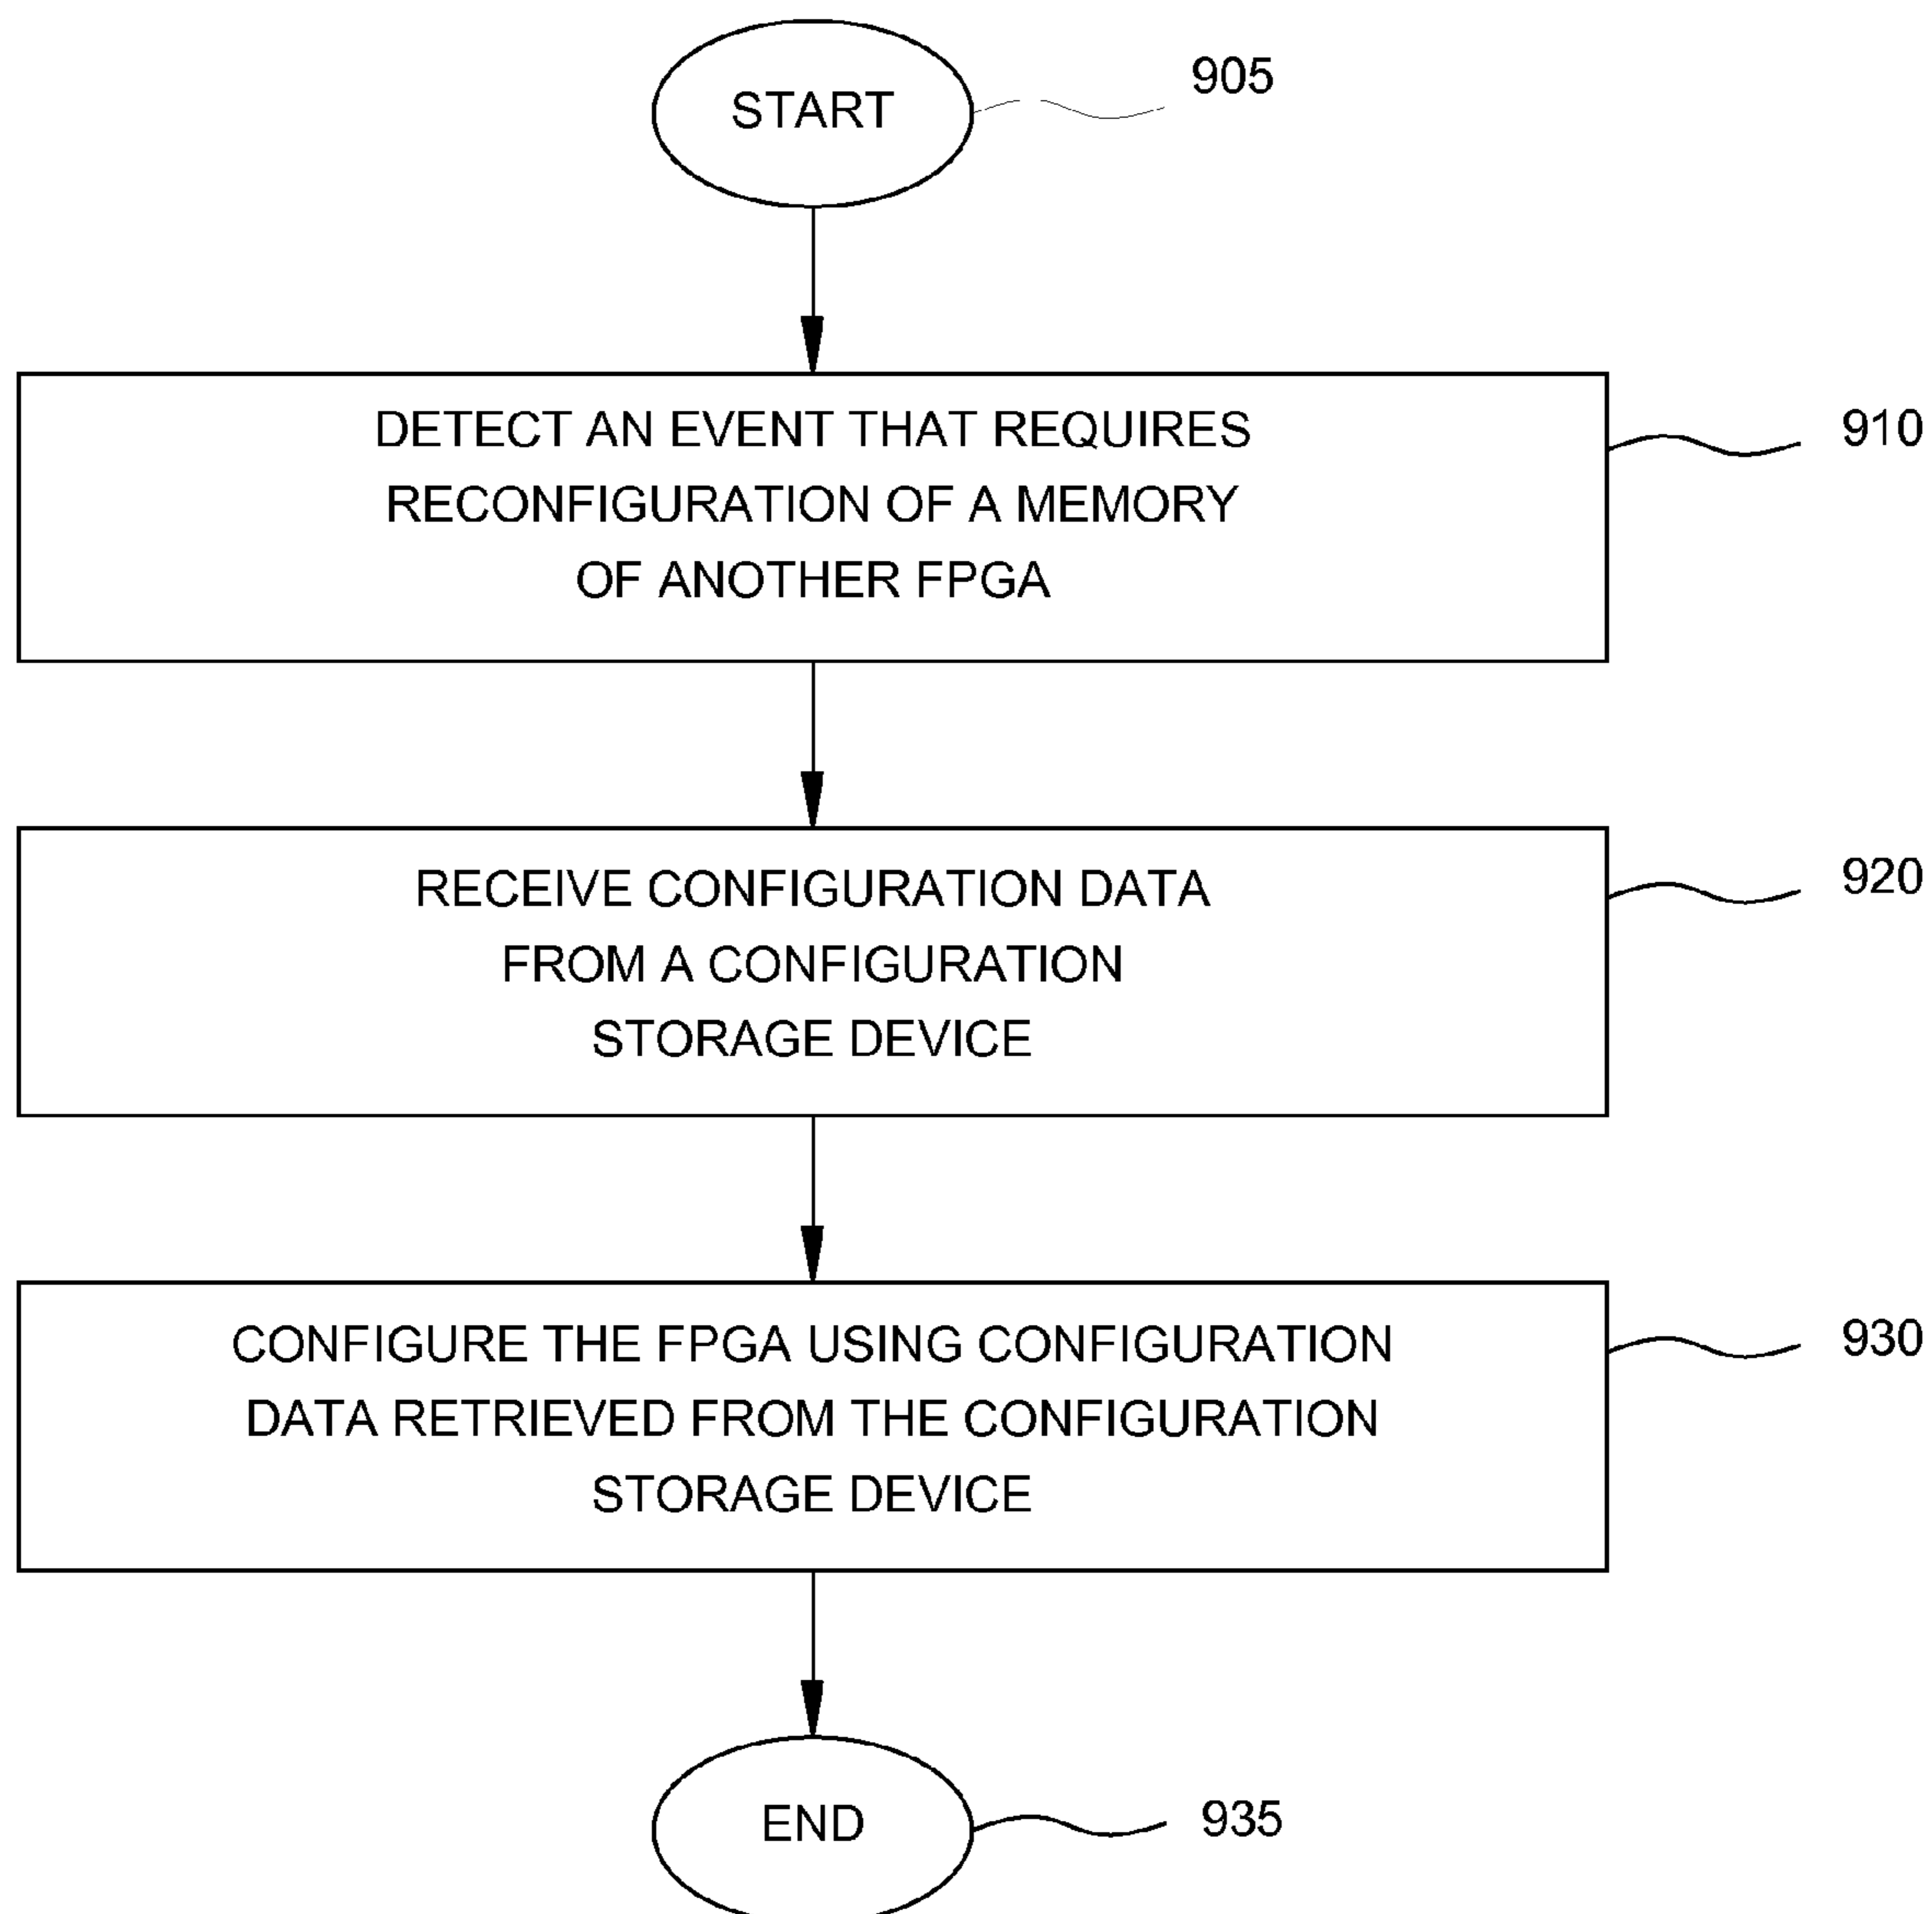 START
905
DETECT AN EVENT THAT REQUIRES
RECONFIGURATION OF A MEMORY
OF ANOTHER FPGA
910
RECEIVE CONFIGURATION DATA
FROM A CONFIGURATION
STORAGE DEVICE
920
CONFIGURE THE FPGA USING CONFIGURATION
DATA RETRIEVED FROM THE CONFIGURATION
STORAGE DEVICE
930
END
935